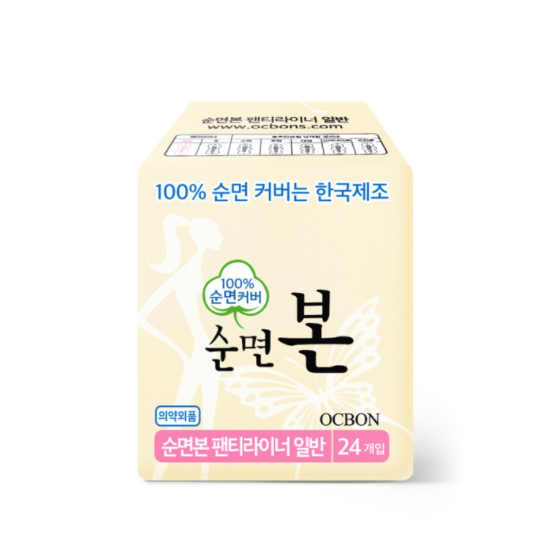 순면본 팬티라이너 일반
www.ocbons.com
100% 순면 커버는 한국제조
100%
순면커버
순면 본
의약외품
OCBON
순면본 팬티라이너 일반 24개입